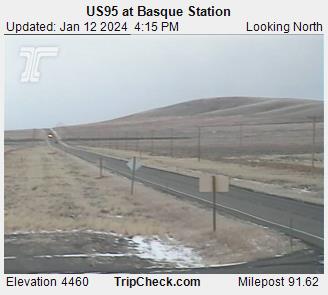 US95 at Basque Station
Updated: Jan 12 2024 4:15 PM Looking North
Elevation 4460 TripCheck.com Milepost 91.62